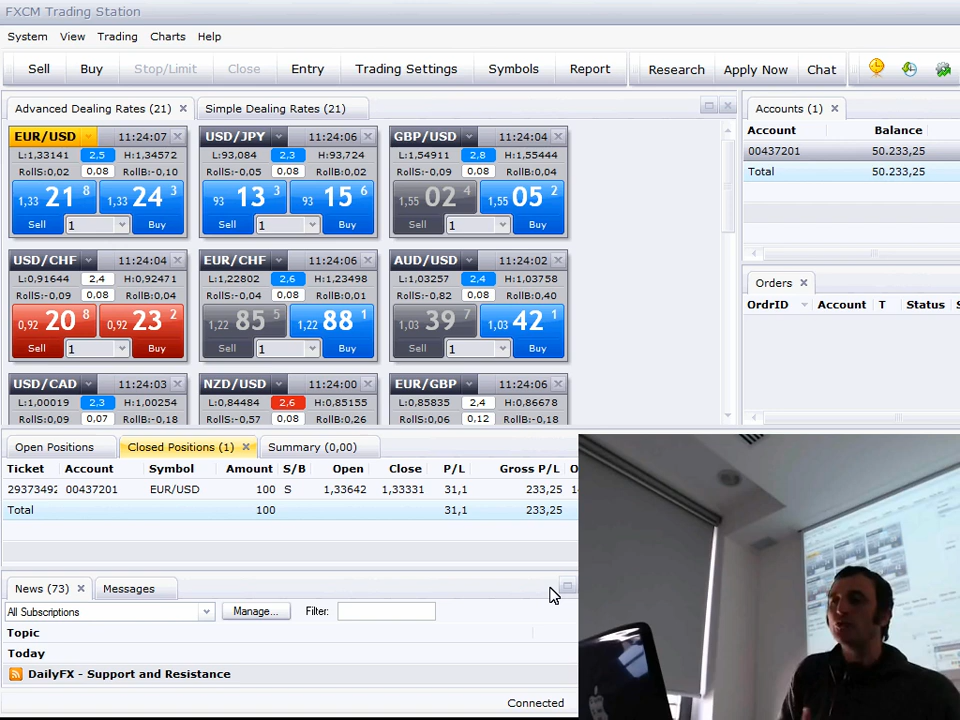 FXCM Trading Station
System View Trading Charts Help
Sell Buy Stop/Limit Close Entry Trading Settings Symbols Report Research Apply Now Chat
Advanced Dealing Rates (21) Simple Dealing Rates (21)
EUR/USD 11:24:07
L:1,33141 2,5 H:1,34572
RollS:0,02 0,08 RollB:-0,10
1,33 21 8 1,33 24 3
Sell 1 Buy
USD/JPY 11:24:06
L:93,084 2,3 H:93,724
RollS:-0,05 0,08 RollB:0,02
93 13 3 93 15 6
Sell 1 Buy
GBP/USD 11:24:04
L:1,54911 2,8 H:1,55444
RollS:-0,09 0,08 RollB:0,04
1,55 02 4 1,55 05 2
Sell 1 Buy
USD/CHF 11:24:04
L:0,91644 2,4 H:0,92471
RollS:-0,09 0,08 RollB:0,04
0,92 20 8 0,92 23 2
Sell 1 Buy
EUR/CHF 11:24:06
L:1,22802 2,6 H:1,23498
RollS:-0,04 0,08 RollB:0,01
1,22 85 5 1,22 88 1
Sell 1 Buy
AUD/USD 11:24:02
L:1,03257 2,4 H:1,03758
RollS:-0,82 0,08 RollB:0,40
1,03 39 7 1,03 42 1
Sell 1 Buy
USD/CAD 11:24:03
L:1,00019 2,3 H:1,00254
RollS:0,09 0,07 RollB:-0,18
NZD/USD 11:24:00
L:0,84484 2,6 H:0,85155
RollS:-0,57 0,08 RollB:0,26
EUR/GBP 11:24:06
L:0,85835 2,4 H:0,86678
RollS:0,06 0,12 RollB:-0,18
Accounts (1)
Account Balance
00437201 50.233,25
Total 50.233,25
Orders
OrdrID Account T Status
Open Positions Closed Positions (1) Summary (0,00)
Ticket Account Symbol Amount S/B Open Close P/L Gross P/L
29373492 00437201 EUR/USD 100 S 1,33642 1,33331 31,1 233,25
Total 100 31,1 233,25
News (73) Messages
All Subscriptions Manage... Filter:
Topic
Today
DailyFX - Support and Resistance
Connected